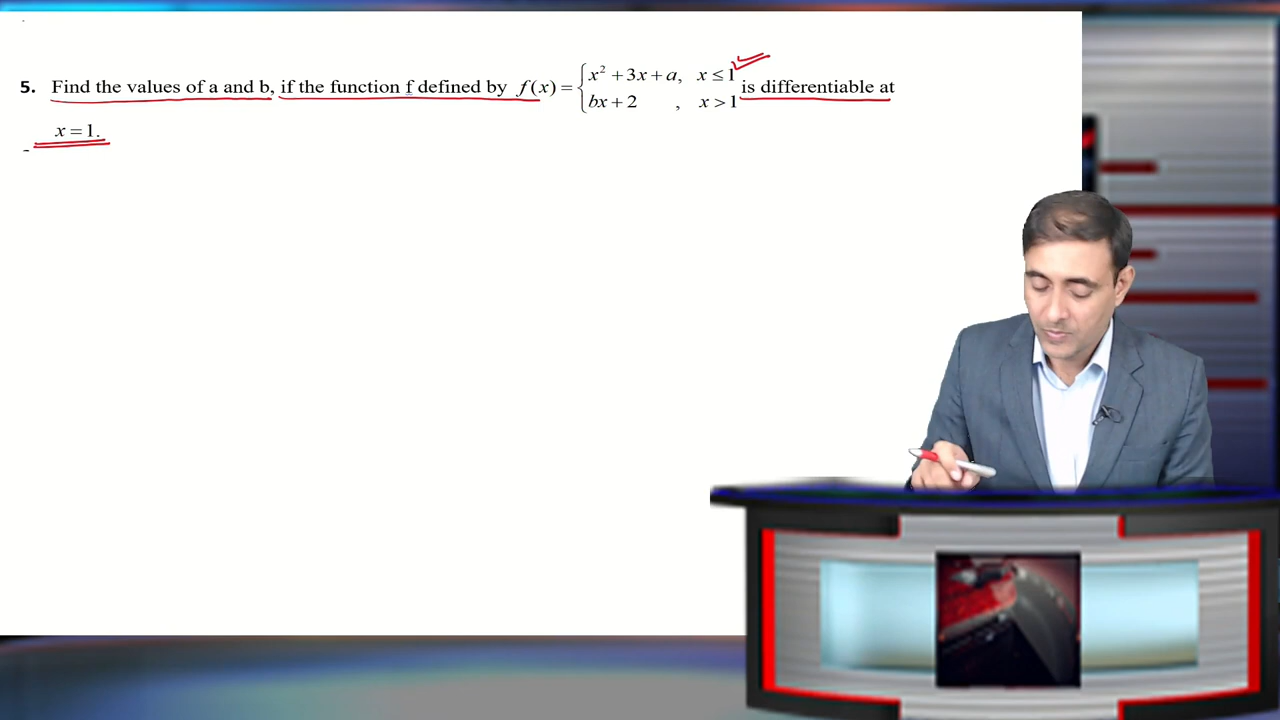 5. Find the values of a and b, if the function f defined by f(x) = { x² + 3x + a, x ≤ 1
bx + 2 , x > 1 is differentiable at
x = 1.